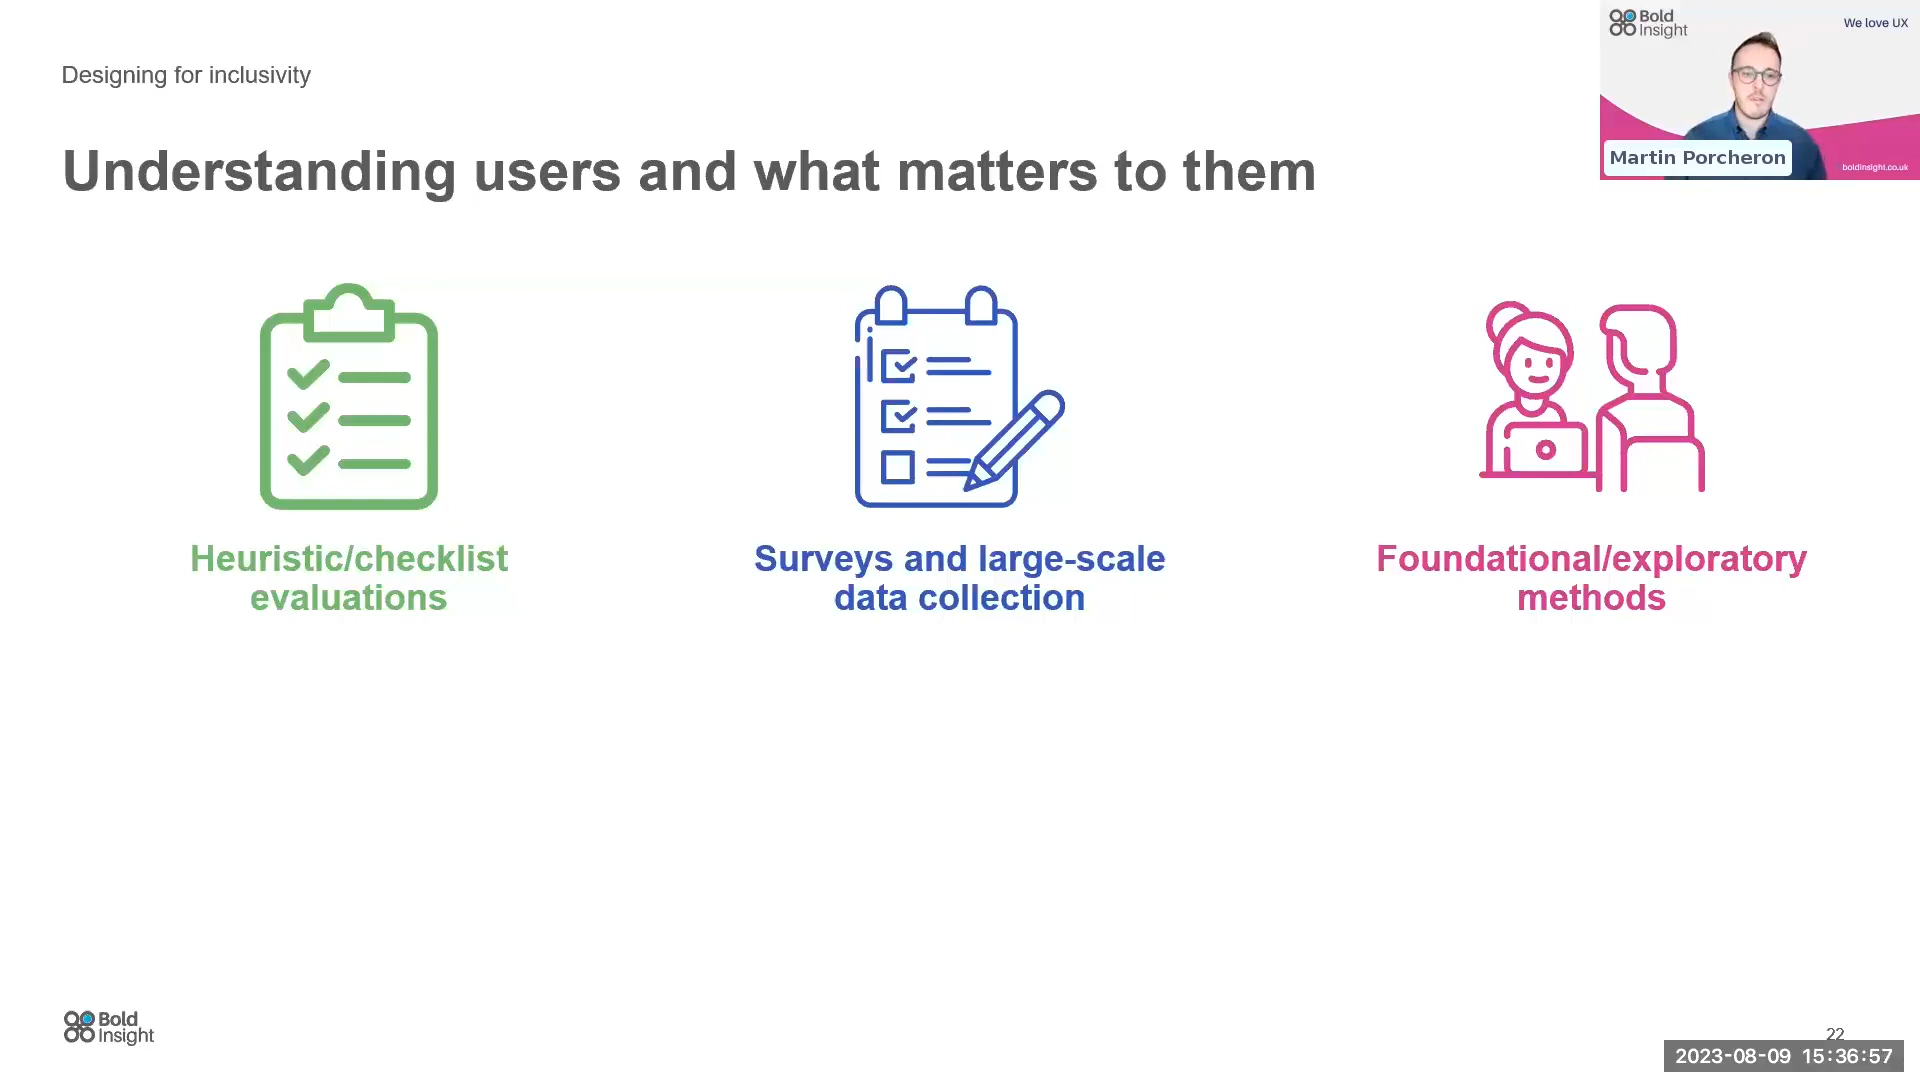 Bold
Insight
We love UX
Designing for inclusivity
Understanding users and what matters to them
Martin Porcheron
boldinsight.co.uk
Heuristic/checklist
evaluations
Surveys and large-scale
data collection
Foundational/exploratory
methods
Bold
Insight
22
2023-08-09 15:36:57